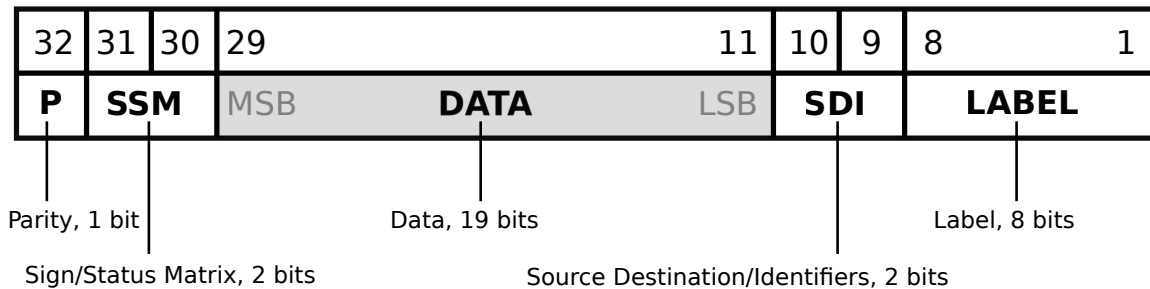 32 31 30 29 11 10 9 8 1
P SSM MSB DATA LSB SDI LABEL
Parity, 1 bit Data, 19 bits Label, 8 bits
Sign/Status Matrix, 2 bits Source Destination/Identifiers, 2 bits